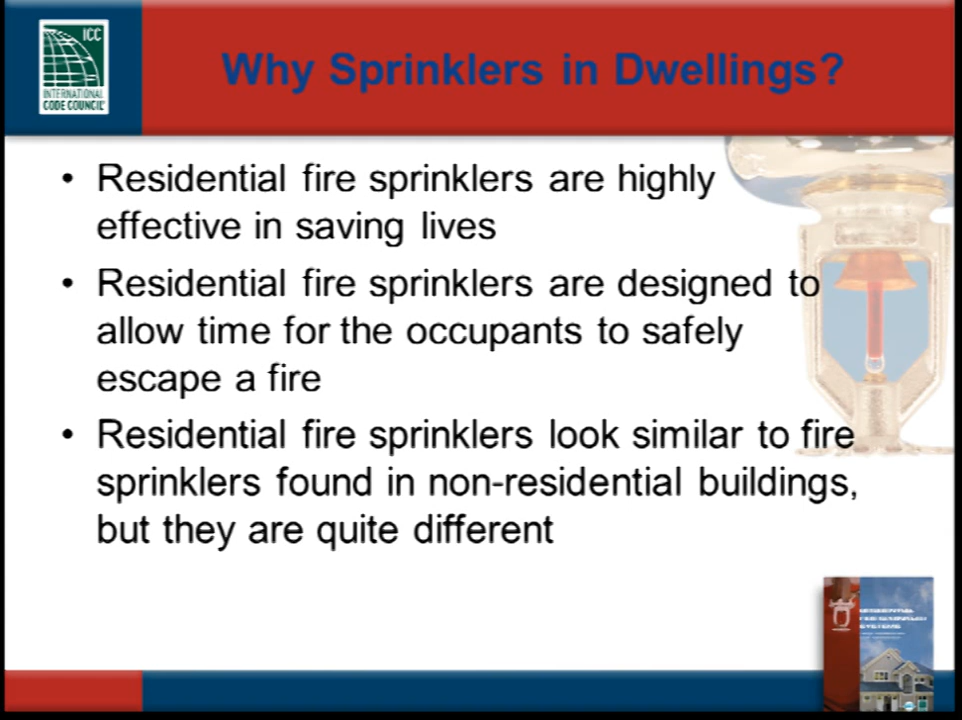 ICC
INTERNATIONAL
CODE COUNCIL
Why Sprinklers in Dwellings?
• Residential fire sprinklers are highly
effective in saving lives
• Residential fire sprinklers are designed to
allow time for the occupants to safely
escape a fire
• Residential fire sprinklers look similar to fire
sprinklers found in non-residential buildings,
but they are quite different